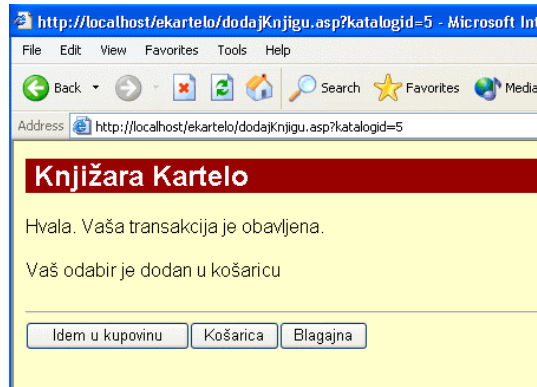 http://localhost/ekartelo/dodajKnjigu.asp?katalogid=5 - Microsoft Int
File Edit View Favorites Tools Help
Back Search Favorites Media
Address http://localhost/ekartelo/dodajKnjigu.asp?katalogid=5
Knjižara Kartelo
Hvala. Vaša transakcija je obavljena.
Vaš odabir je dodan u košaricu
Idem u kupovinu Košarica Blagajna